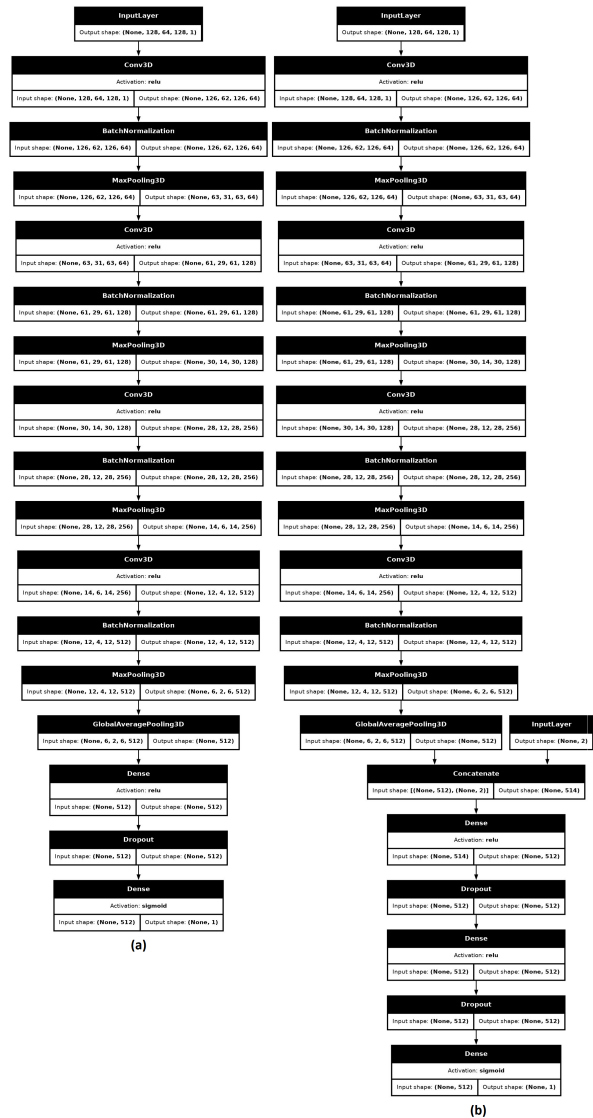 InputLayer
Output shape: (None, 128, 64, 128, 1)
Conv3D
Activation: relu
Input shape: (None, 128, 64, 128, 1) Output shape: (None, 126, 62, 126, 64)
BatchNormalization
Input shape: (None, 126, 62, 126, 64) Output shape: (None, 126, 62, 126, 64)
MaxPooling3D
Input shape: (None, 126, 62, 126, 64) Output shape: (None, 63, 31, 63, 64)
Conv3D
Activation: relu
Input shape: (None, 63, 31, 63, 64) Output shape: (None, 61, 29, 61, 128)
BatchNormalization
Input shape: (None, 61, 29, 61, 128) Output shape: (None, 61, 29, 61, 128)
MaxPooling3D
Input shape: (None, 61, 29, 61, 128) Output shape: (None, 30, 14, 30, 128)
Conv3D
Activation: relu
Input shape: (None, 30, 14, 30, 128) Output shape: (None, 28, 12, 28, 256)
BatchNormalization
Input shape: (None, 28, 12, 28, 256) Output shape: (None, 28, 12, 28, 256)
MaxPooling3D
Input shape: (None, 28, 12, 28, 256) Output shape: (None, 14, 6, 14, 256)
Conv3D
Activation: relu
Input shape: (None, 14, 6, 14, 256) Output shape: (None, 12, 4, 12, 512)
BatchNormalization
Input shape: (None, 12, 4, 12, 512) Output shape: (None, 12, 4, 12, 512)
MaxPooling3D
Input shape: (None, 12, 4, 12, 512) Output shape: (None, 6, 2, 6, 512)
GlobalAveragePooling3D
Input shape: (None, 6, 2, 6, 512) Output shape: (None, 512)
Dense
Activation: relu
Input shape: (None, 512) Output shape: (None, 512)
Dropout
Input shape: (None, 512) Output shape: (None, 512)
Dense
Activation: sigmoid
Input shape: (None, 512) Output shape: (None, 1)
(a)
InputLayer
Output shape: (None, 128, 64, 128, 1)
Conv3D
Activation: relu
Input shape: (None, 128, 64, 128, 1) Output shape: (None, 126, 62, 126, 64)
BatchNormalization
Input shape: (None, 126, 62, 126, 64) Output shape: (None, 126, 62, 126, 64)
MaxPooling3D
Input shape: (None, 126, 62, 126, 64) Output shape: (None, 63, 31, 63, 64)
Conv3D
Activation: relu
Input shape: (None, 63, 31, 63, 64) Output shape: (None, 61, 29, 61, 128)
BatchNormalization
Input shape: (None, 61, 29, 61, 128) Output shape: (None, 61, 29, 61, 128)
MaxPooling3D
Input shape: (None, 61, 29, 61, 128) Output shape: (None, 30, 14, 30, 128)
Conv3D
Activation: relu
Input shape: (None, 30, 14, 30, 128) Output shape: (None, 28, 12, 28, 256)
BatchNormalization
Input shape: (None, 28, 12, 28, 256) Output shape: (None, 28, 12, 28, 256)
MaxPooling3D
Input shape: (None, 28, 12, 28, 256) Output shape: (None, 14, 6, 14, 256)
Conv3D
Activation: relu
Input shape: (None, 14, 6, 14, 256) Output shape: (None, 12, 4, 12, 512)
BatchNormalization
Input shape: (None, 12, 4, 12, 512) Output shape: (None, 12, 4, 12, 512)
MaxPooling3D
Input shape: (None, 12, 4, 12, 512) Output shape: (None, 6, 2, 6, 512)
GlobalAveragePooling3D
Input shape: (None, 6, 2, 6, 512) Output shape: (None, 512)
InputLayer
Output shape: (None, 2)
Concatenate
Input shape: [(None, 512), (None, 2)] Output shape: (None, 514)
Dense
Activation: relu
Input shape: (None, 514) Output shape: (None, 512)
Dropout
Input shape: (None, 512) Output shape: (None, 512)
Dense
Activation: relu
Input shape: (None, 512) Output shape: (None, 512)
Dropout
Input shape: (None, 512) Output shape: (None, 512)
Dense
Activation: sigmoid
Input shape: (None, 512) Output shape: (None, 1)
(b)